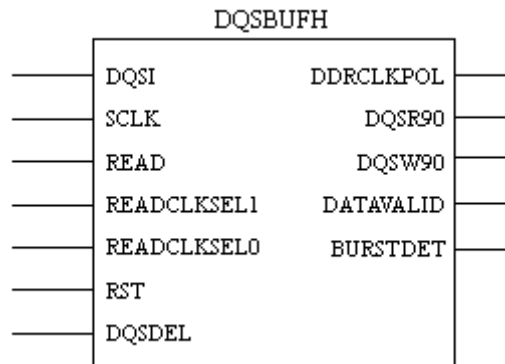 DQSBUFH
DQSI
SCLK
READ
READCLKSEL1
READCLKSEL0
RST
DQSDEL
DDRCLKPOL
DQSR90
DQSW90
DATAVALID
BURSTDET